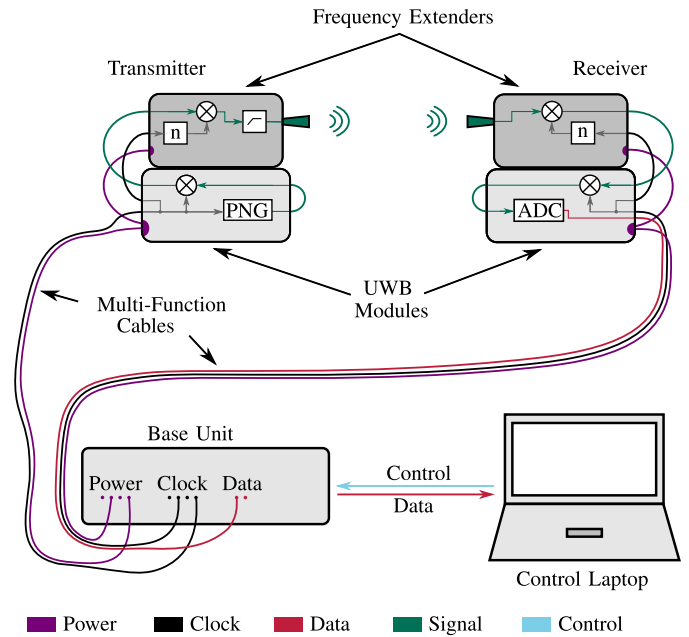 Frequency Extenders
Transmitter
Receiver
n
n
PNG
ADC
UWB
Modules
Multi-Function
Cables
Base Unit
Power Clock Data
Control
Data
Control Laptop
Power Clock Data Signal Control